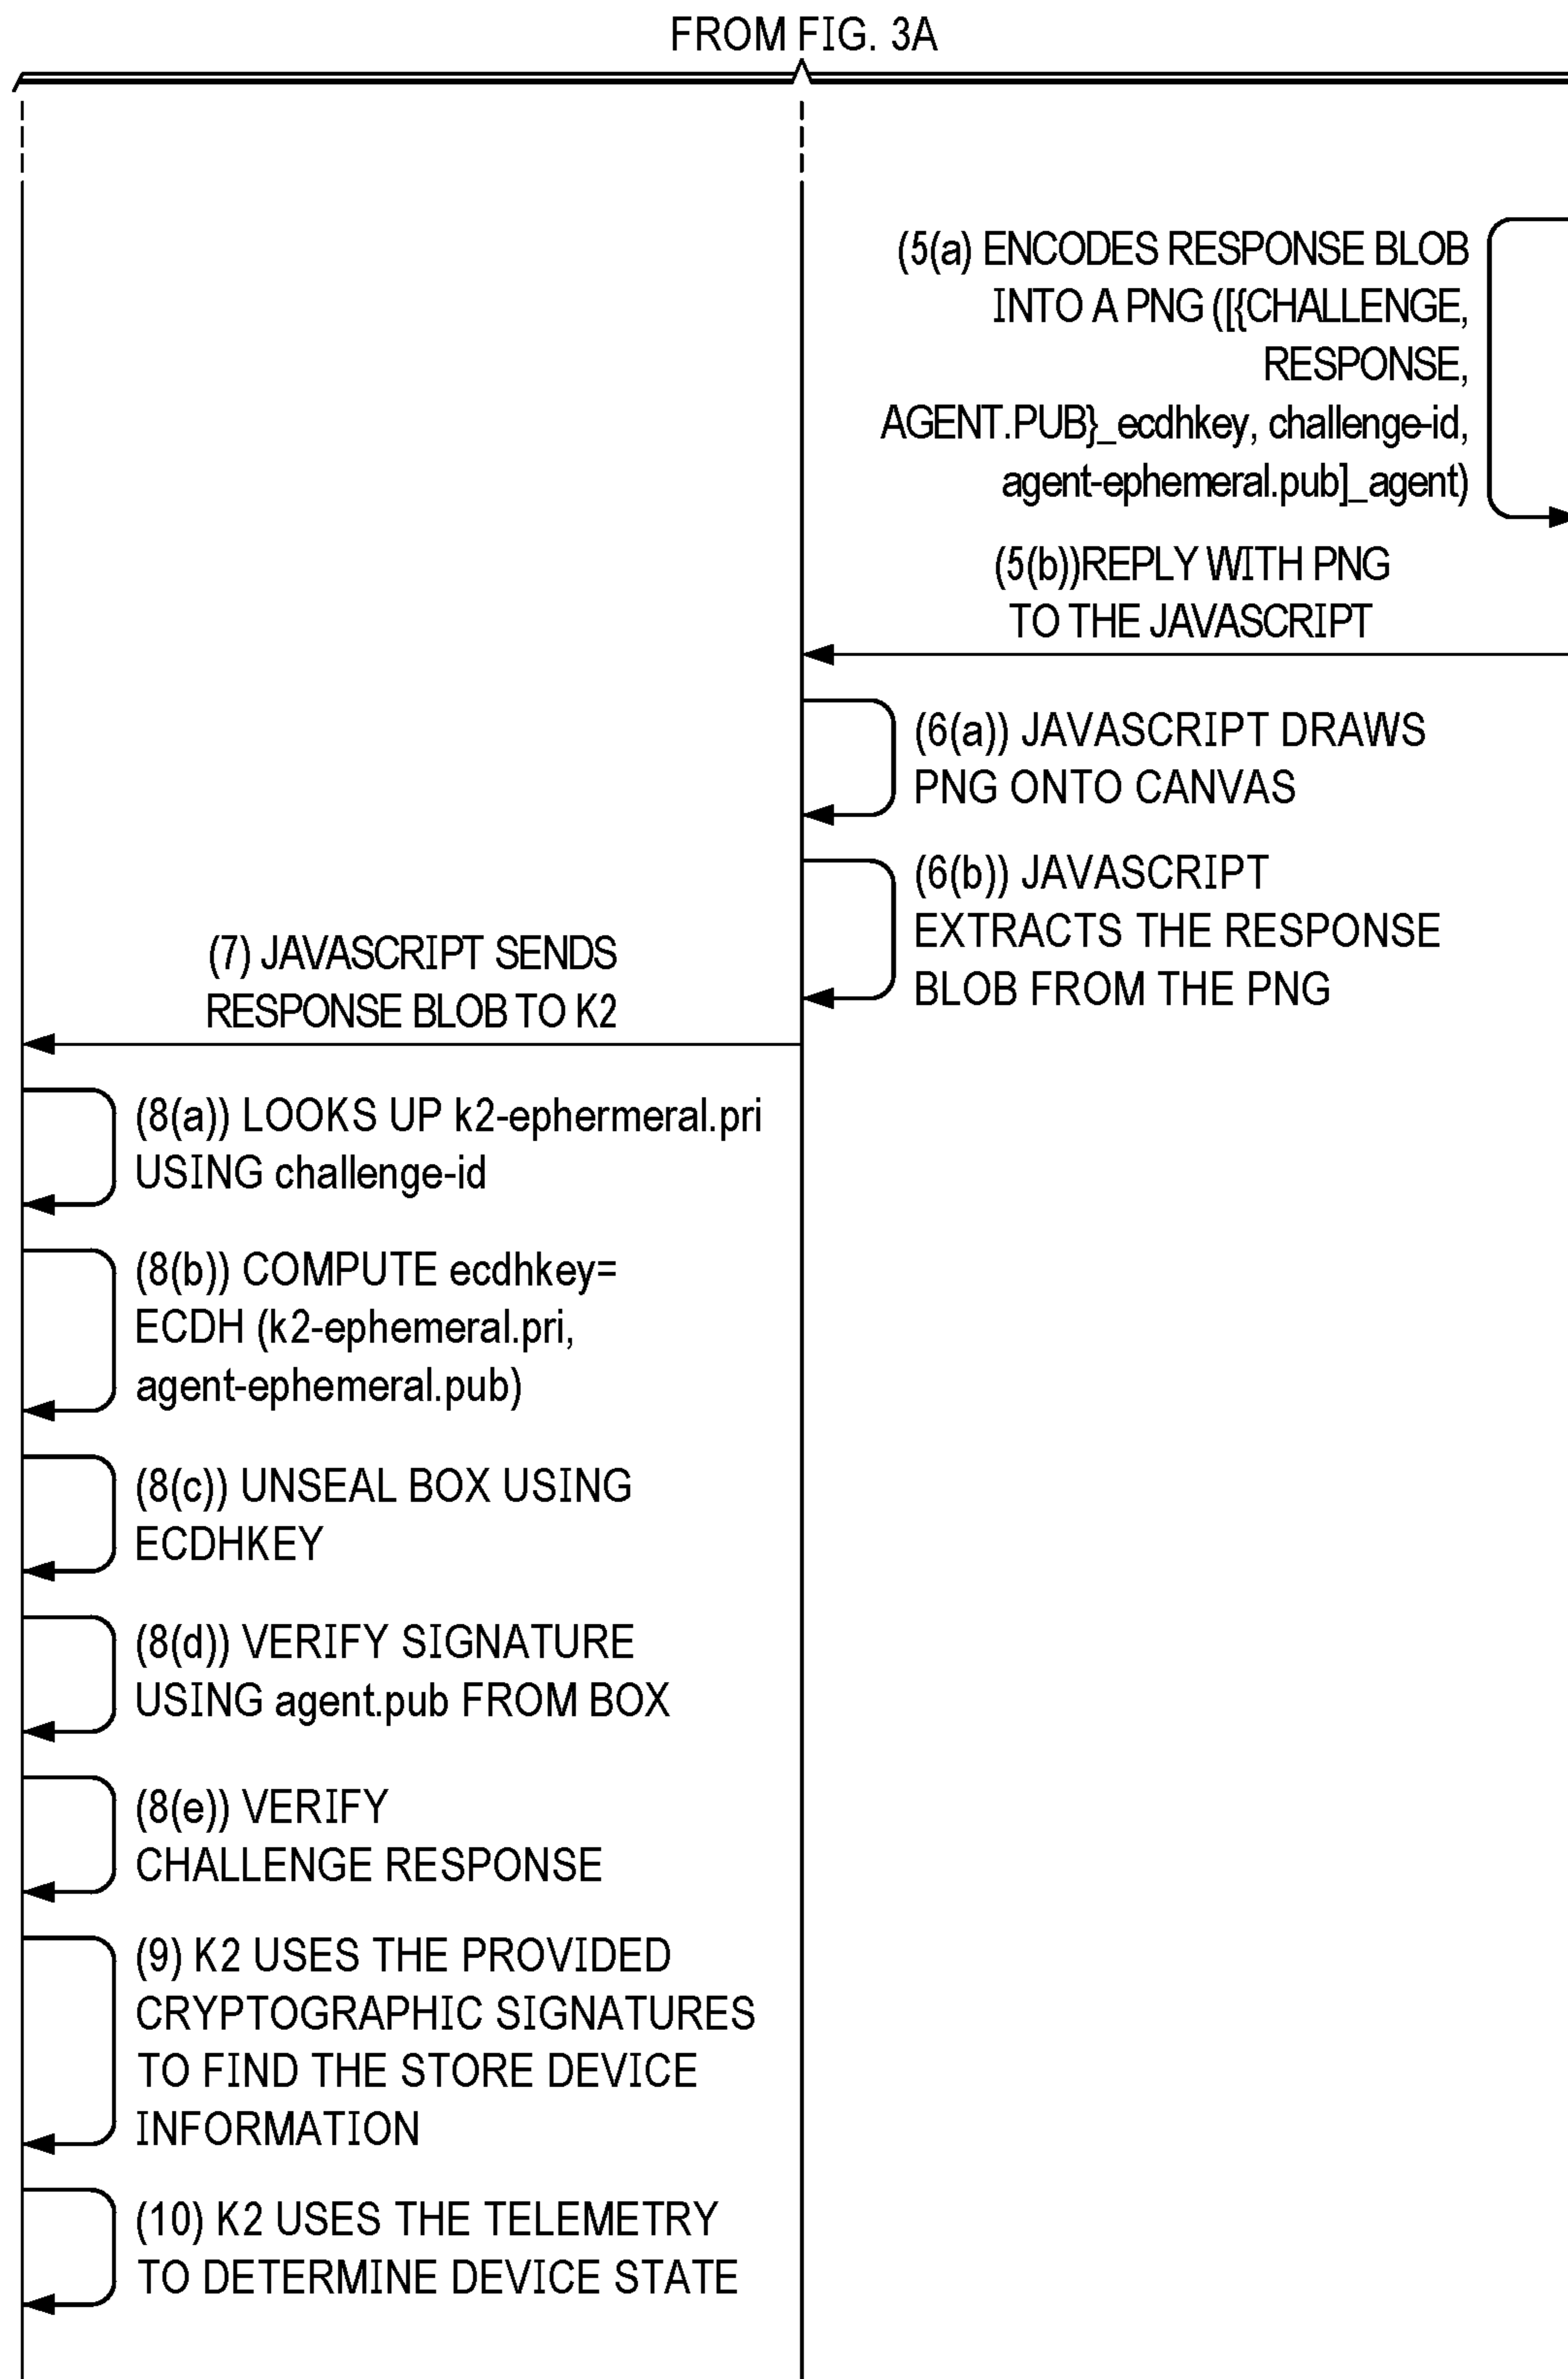 FROM FIG. 3A
(5(a) ENCODES RESPONSE BLOB
INTO A PNG ([{CHALLENGE,
RESPONSE,
AGENT.PUB}_ecdhkey, challenge-id,
agent-ephemeral.pub]_agent)
(5(b))REPLY WITH PNG
TO THE JAVASCRIPT
(6(a)) JAVASCRIPT DRAWS
PNG ONTO CANVAS
(6(b)) JAVASCRIPT
EXTRACTS THE RESPONSE
BLOB FROM THE PNG
(7) JAVASCRIPT SENDS
RESPONSE BLOB TO K2
(8(a)) LOOKS UP k2-ephermeral.pri
USING challenge-id
(8(b)) COMPUTE ecdhkey=
ECDH (k2-ephemeral.pri,
agent-ephemeral.pub)
(8(c)) UNSEAL BOX USING
ECDHKEY
(8(d)) VERIFY SIGNATURE
USING agent.pub FROM BOX
(8(e)) VERIFY
CHALLENGE RESPONSE
(9) K2 USES THE PROVIDED
CRYPTOGRAPHIC SIGNATURES
TO FIND THE STORE DEVICE
INFORMATION
(10) K2 USES THE TELEMETRY
TO DETERMINE DEVICE STATE